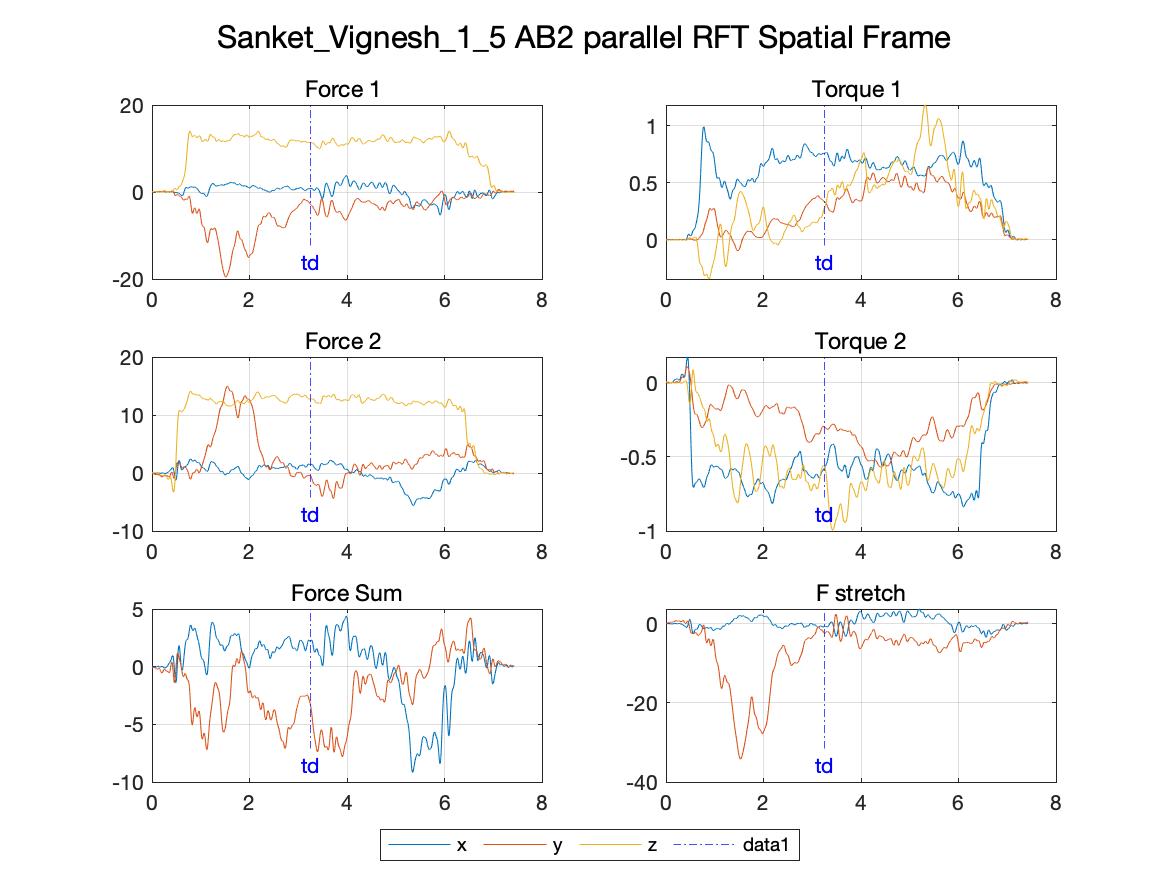 Sanket_Vignesh_1_5 AB2 parallel RFT Spatial Frame
Force 1
20
0
-20
td
0 2 4 6 8
Torque 1
1
0.5
0
td
0 2 4 6 8
Force 2
20
10
0
-10
td
0 2 4 6 8
Torque 2
0
-0.5
-1
td
0 2 4 6 8
Force Sum
5
0
-5
-10
td
0 2 4 6 8
F stretch
0
-20
-40
td
0 2 4 6 8
x y z data1